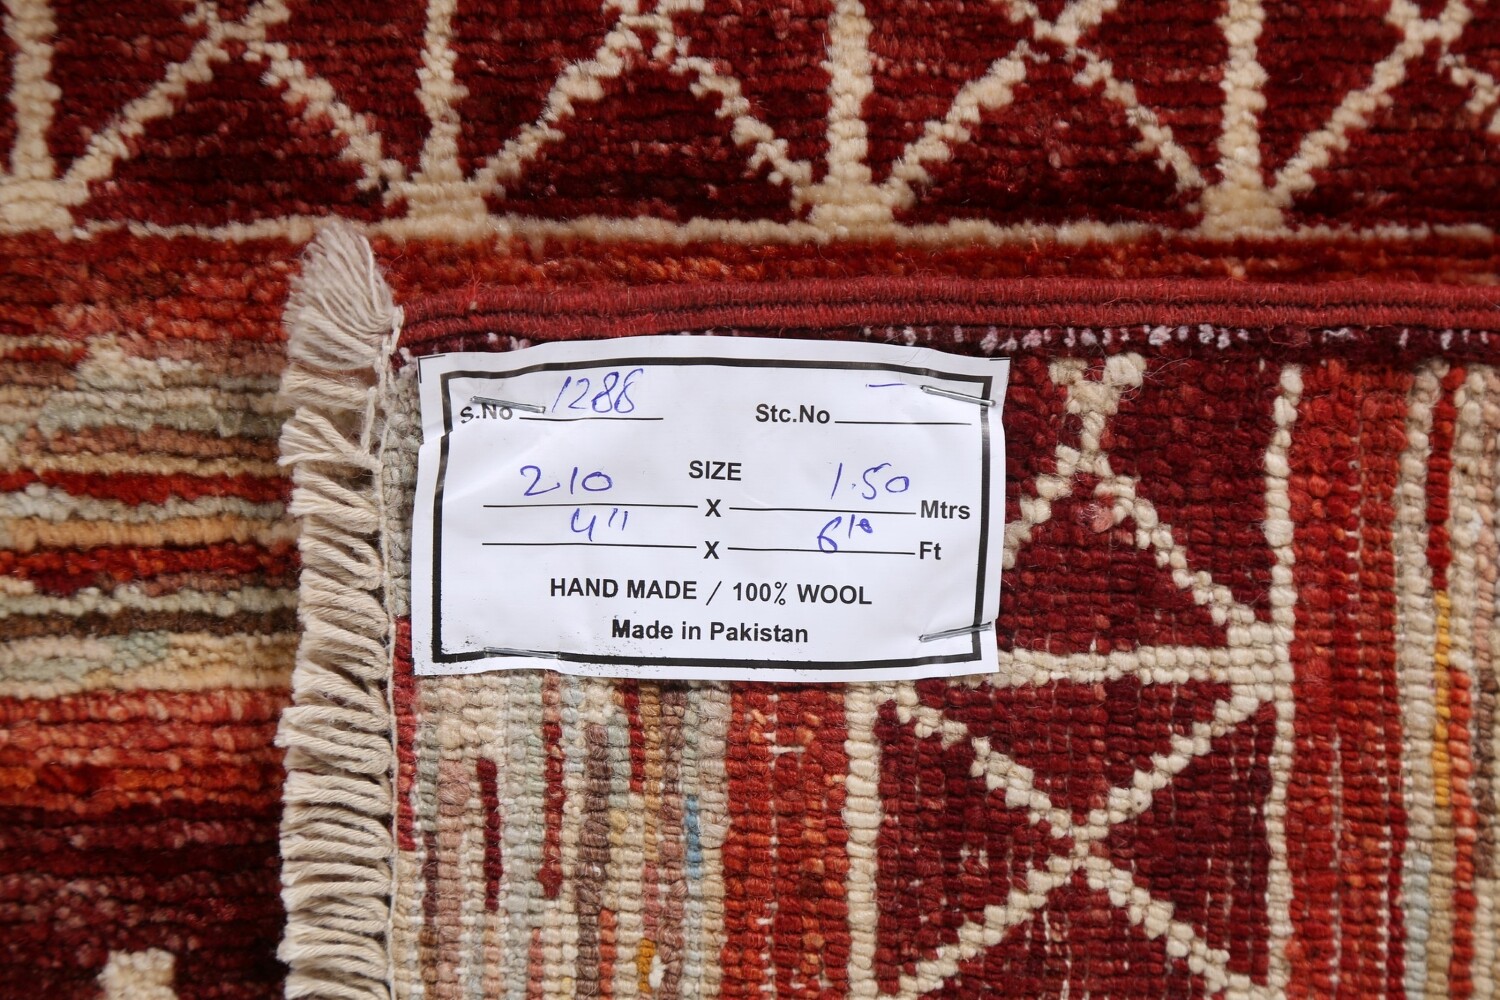 S.No 1288 Stc.No —
SIZE
210 X 1.50 Mtrs
4'11 X 6'10 Ft
HAND MADE / 100% WOOL
Made in Pakistan